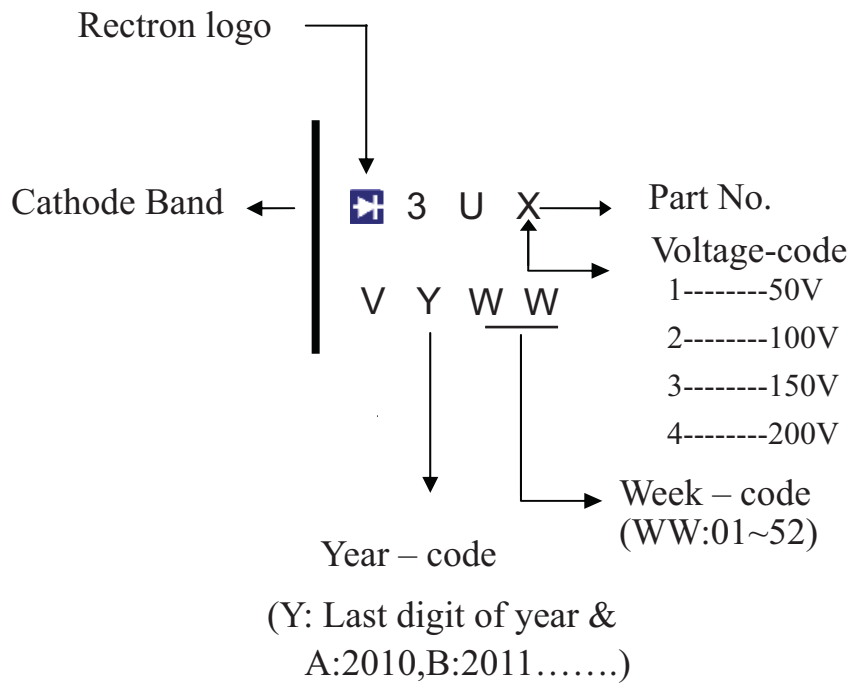 Rectron logo
Cathode Band
3 U X
Part No.
Voltage-code
1--------50V
V Y W W
2--------100V
3--------150V
4--------200V
Week – code
(WW:01~52)
Year – code
(Y: Last digit of year &
A:2010,B:2011…….)